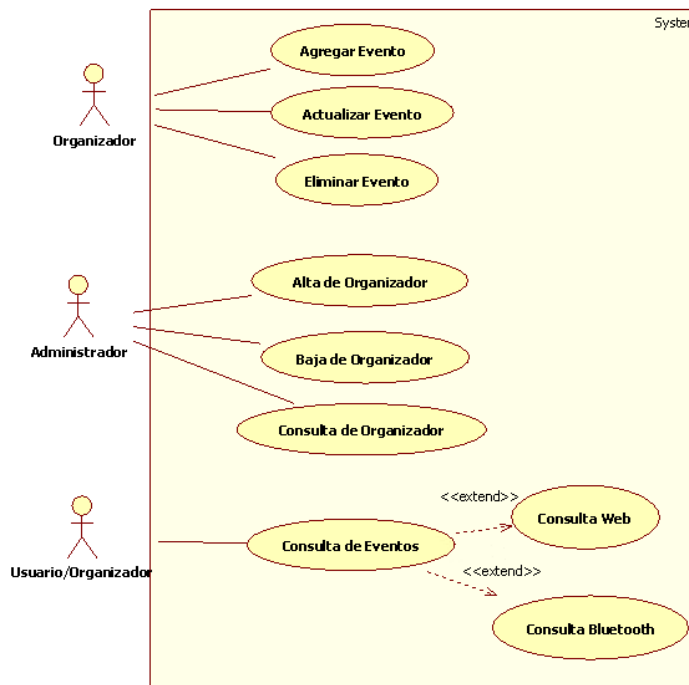 System
Agregar Evento
Actualizar Evento
Organizador
Eliminar Evento
Alta de Organizador
Administrador
Baja de Organizador
Consulta de Organizador
<<extend>>
Consulta Web
Consulta de Eventos
Usuario/Organizador
<<extend>>
Consulta Bluetooth